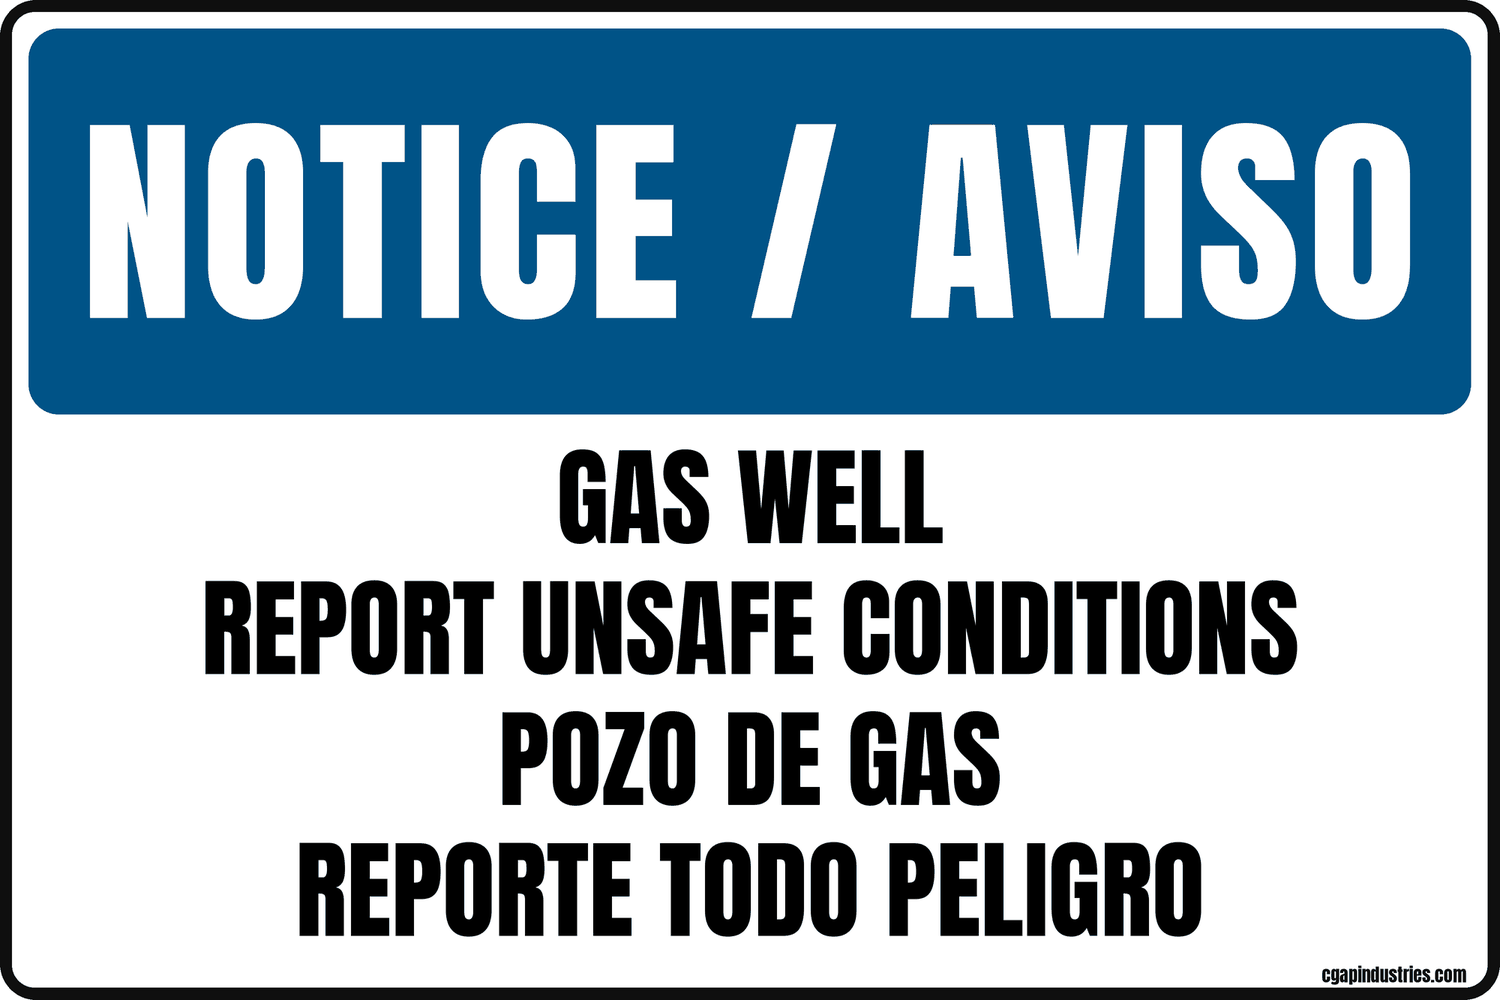 NOTICE / AVISO
GAS WELL
REPORT UNSAFE CONDITIONS
POZO DE GAS
REPORTE TODO PELIGRO
cgapindustries.com